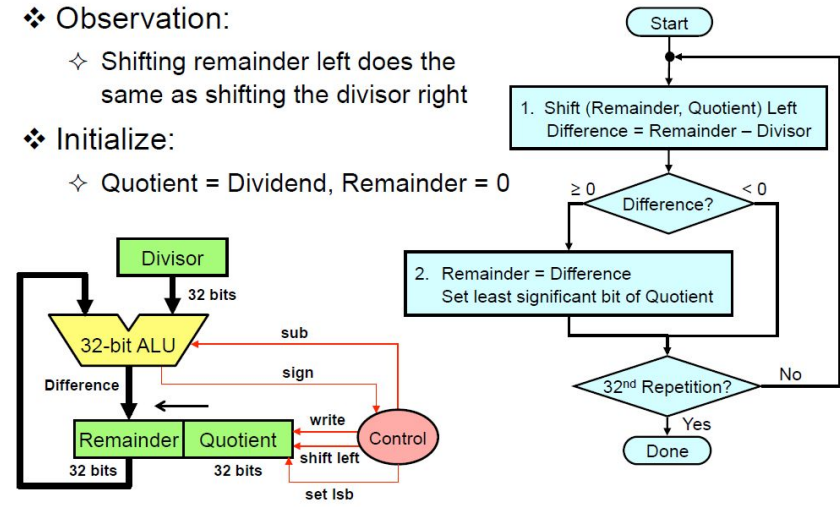 ❖ Observation:
✧ Shifting remainder left does the
same as shifting the divisor right
❖ Initialize:
✧ Quotient = Dividend, Remainder = 0
Divisor
32 bits
32-bit ALU
sub
sign
Difference
Remainder
Quotient
write
shift left
Control
32 bits
32 bits
set lsb
Start
1. Shift (Remainder, Quotient) Left
Difference = Remainder – Divisor
≥ 0
< 0
Difference?
2. Remainder = Difference
Set least significant bit of Quotient
32nd Repetition?
No
Yes
Done